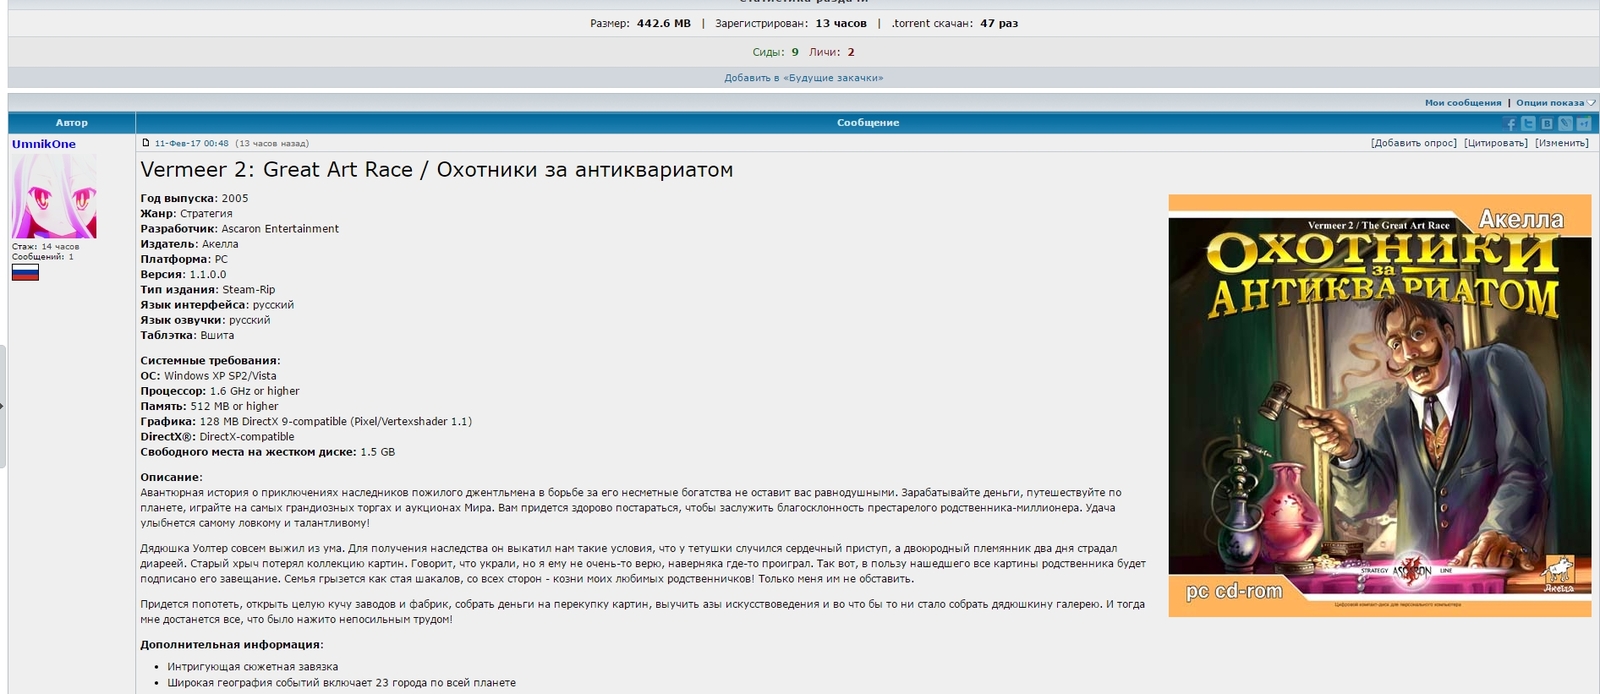 Статистика раздачи
Размер: 442.6 MB | Зарегистрирован: 13 часов | .torrent скачан: 47 раз
Сиды: 9 Личи: 2
Добавить в «Будущие закачки»
Мои сообщения | Опции показа
Автор
Сообщение
UmnikOne
Стаж: 14 часов
Сообщений: 1
11-Фев-17 00:48 (13 часов назад)
[Добавить опрос] [Цитировать] [Изменить]
Vermeer 2: Great Art Race / Охотники за антиквариатом
Год выпуска: 2005
Жанр: Стратегия
Разработчик: Ascaron Entertainment
Издатель: Акелла
Платформа: PC
Версия: 1.1.0.0
Тип издания: Steam-Rip
Язык интерфейса: русский
Язык озвучки: русский
Таблэтка: Вшита
Системные требования:
ОС: Windows XP SP2/Vista
Процессор: 1.6 GHz or higher
Память: 512 MB or higher
Графика: 128 MB DirectX 9-compatible (Pixel/Vertexshader 1.1)
DirectX®: DirectX-compatible
Свободного места на жестком диске: 1.5 GB
Описание:
Авантюрная история о приключениях наследников пожилого джентльмена в борьбе за его несметные богатства не оставит вас равнодушными. Зарабатывайте деньги, путешествуйте по
планете, играйте на самых грандиозных торгах и аукционах Мира. Вам придется здорово постараться, чтобы заслужить благосклонность престарелого родственника-миллионера. Удача
улыбнется самому ловкому и талантливому!
Дядюшка Уолтер совсем выжил из ума. Для получения наследства он выкатил нам такие условия, что у тетушки случился сердечный приступ, а двоюродный племянник два дня страдал
диареей. Старый хрыч потерял коллекцию картин. Говорит, что украли, но я ему не очень-то верю, наверняка где-то проиграл. Так вот, в пользу нашедшего все картины родственника будет
подписано его завещание. Семья грызется как стая шакалов, со всех сторон - козни моих любимых родственничков! Только меня им не обставить.
Придется попотеть, открыть целую кучу заводов и фабрик, собрать деньги на перекупку картин, выучить азы искусствоведения и во что бы то ни стало собрать дядюшкину галерею. И тогда
мне достанется все, что было нажито непосильным трудом!
Дополнительная информация:
Интригующая сюжетная завязка
Широкая география событий включает 23 города по всей планете
Акелла
Vermeer 2 / The Great Art Race
ОХОТНИКИ
ЗА
АНТИКВАРИАТОМ
STRATEGY ASCARON LINE
pc cd-rom
Акелла
Цифровой компакт-диск для персонального компьютера